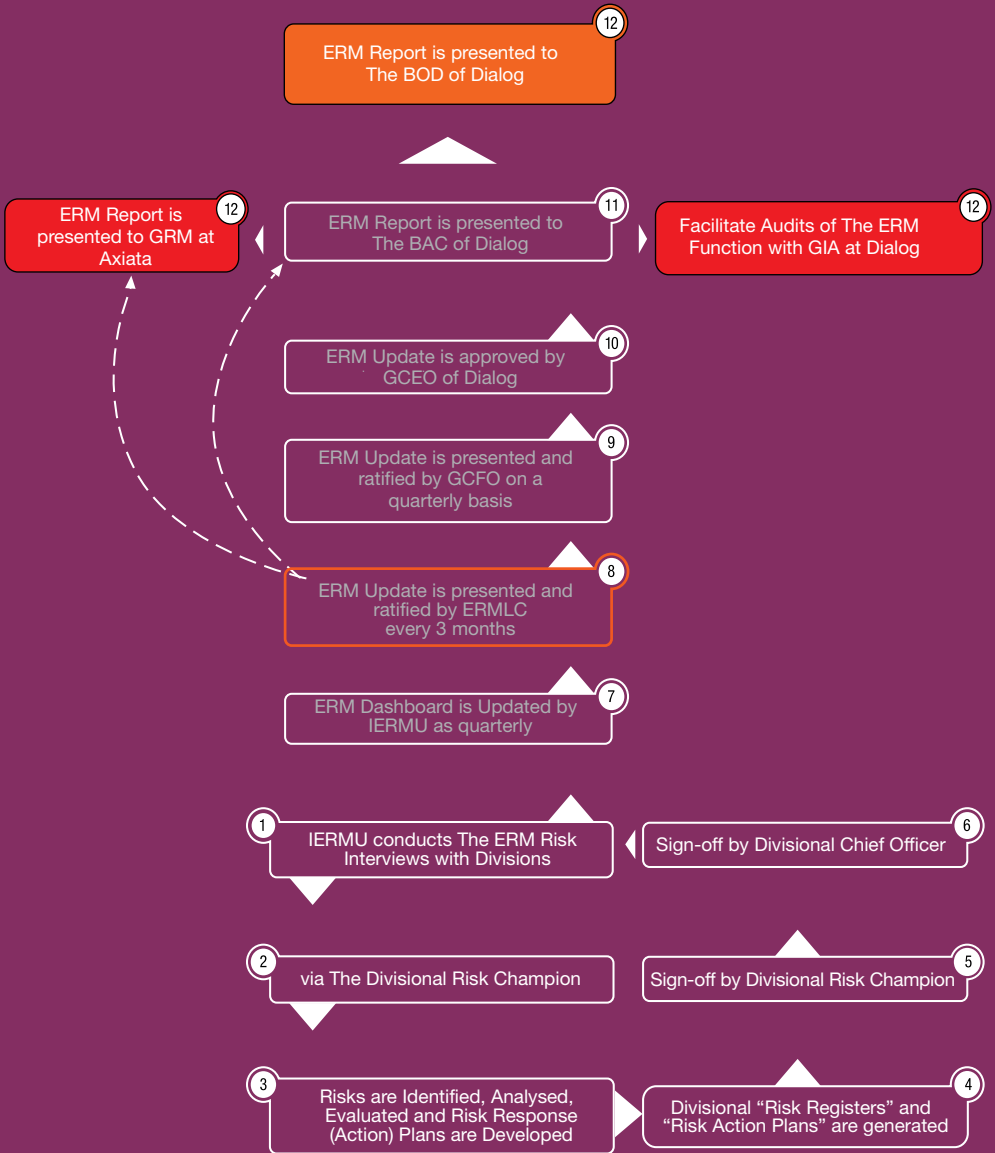 12
ERM Report is presented to
The BOD of Dialog
12
ERM Report is
presented to GRM at
Axiata
11
ERM Report is presented to
The BAC of Dialog
12
Facilitate Audits of The ERM
Function with GIA at Dialog
10
ERM Update is approved by
GCEO of Dialog
9
ERM Update is presented and
ratified by GCFO on a
quarterly basis
8
ERM Update is presented and
ratified by ERMLC
every 3 months
7
ERM Dashboard is Updated by
IERMU as quarterly
1
IERMU conducts The ERM Risk
Interviews with Divisions
6
Sign-off by Divisional Chief Officer
2
via The Divisional Risk Champion
5
Sign-off by Divisional Risk Champion
3
Risks are Identified, Analysed,
Evaluated and Risk Response
(Action) Plans are Developed
4
Divisional “Risk Registers” and
“Risk Action Plans” are generated